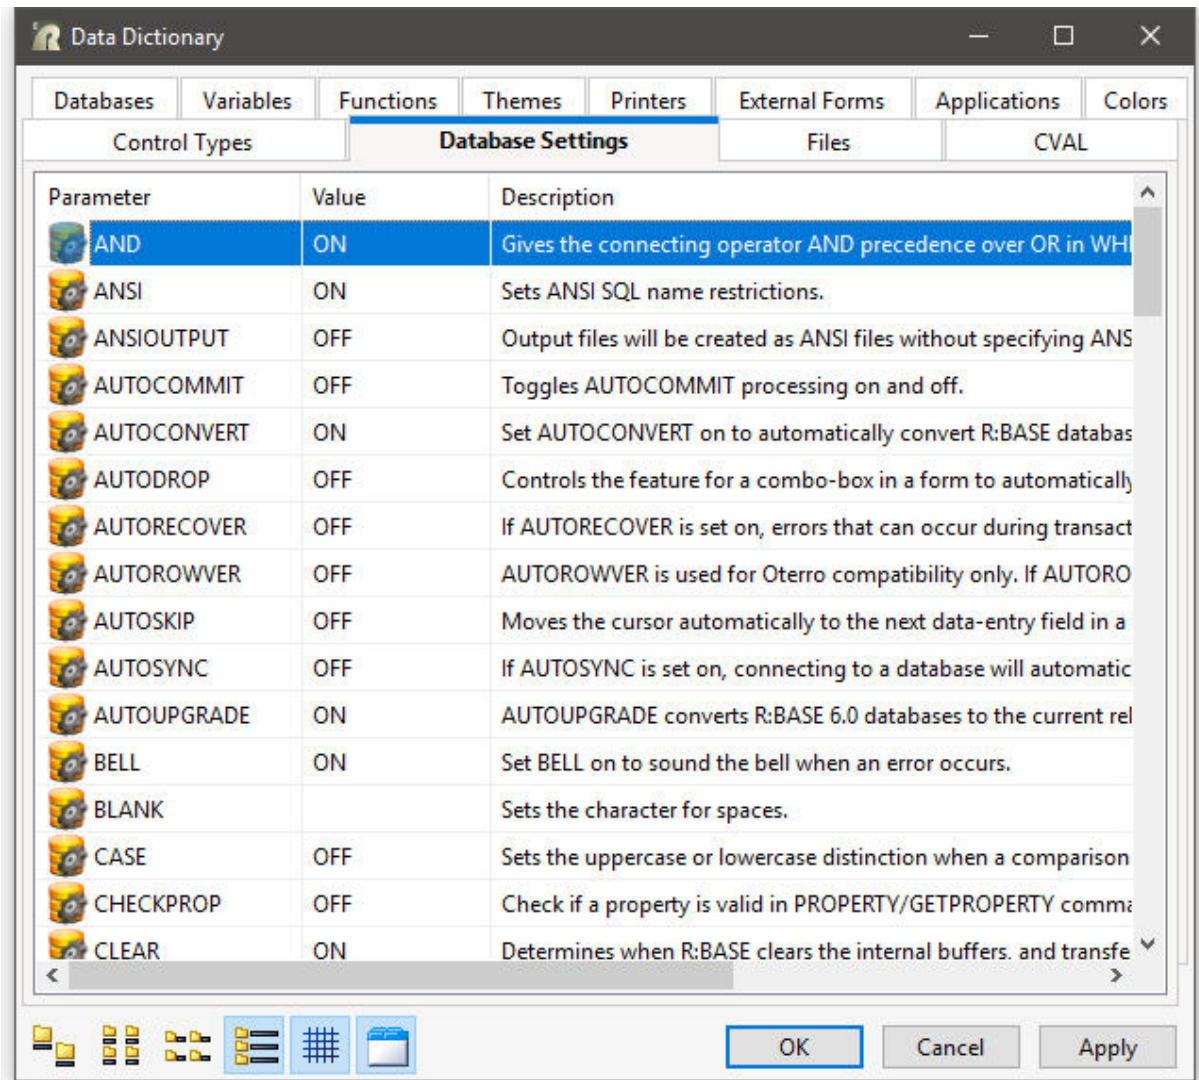 Data Dictionary
Databases Variables Functions Themes Printers External Forms Applications Colors
Control Types Database Settings Files CVAL
Parameter Value Description
AND ON Gives the connecting operator AND precedence over OR in WH
ANSI ON Sets ANSI SQL name restrictions.
ANSIOUTPUT OFF Output files will be created as ANSI files without specifying ANS
AUTOCOMMIT OFF Toggles AUTOCOMMIT processing on and off.
AUTOCONVERT ON Set AUTOCONVERT on to automatically convert R:BASE databas
AUTODROP OFF Controls the feature for a combo-box in a form to automatically
AUTORECOVER OFF If AUTORECOVER is set on, errors that can occur during transact
AUTOROWVER OFF AUTOROWVER is used for Oterro compatibility only. If AUTORO
AUTOSKIP OFF Moves the cursor automatically to the next data-entry field in a
AUTOSYNC OFF If AUTOSYNC is set on, connecting to a database will automatic
AUTOUPGRADE ON AUTOUPGRADE converts R:BASE 6.0 databases to the current rel
BELL ON Set BELL on to sound the bell when an error occurs.
BLANK Sets the character for spaces.
CASE OFF Sets the uppercase or lowercase distinction when a comparison
CHECKPROP OFF Check if a property is valid in PROPERTY/GETPROPERTY comma
CLEAR ON Determines when R:BASE clears the internal buffers, and transfe
OK Cancel Apply